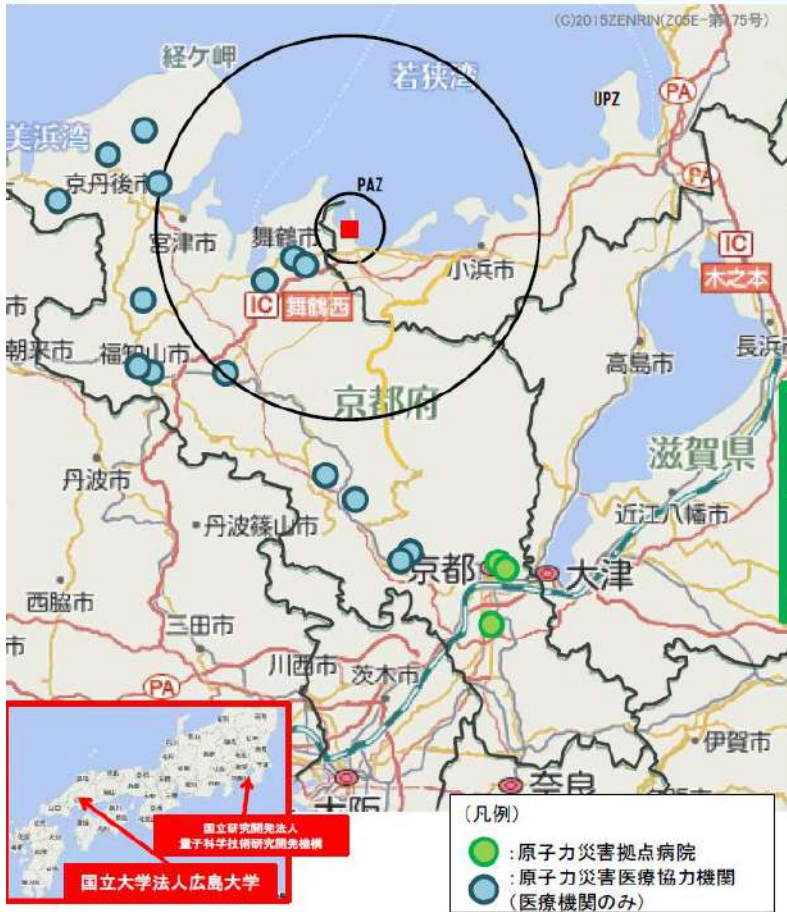 (C)2015ZENRIN(Z05E-第175号)
経ケ岬
若狭湾
UPZ
PA
美浜湾
PAZ
PA
京丹後市
宮津市
舞鶴市
小浜市
IC
木之本
IC 舞鶴西
朝来市
福知山市
高島市
長浜市
京都府
滋賀県
丹波市
近江八幡市
丹波篠山市
京都
大津
西脇市
三田市
川西市
茨木市
PA
伊賀市
奈良
大阪
国立研究開発法人
量子科学技術研究開発機構
国立大学法人広島大学
(凡例)
:原子力災害拠点病院
:原子力災害医療協力機関
(医療機関のみ)